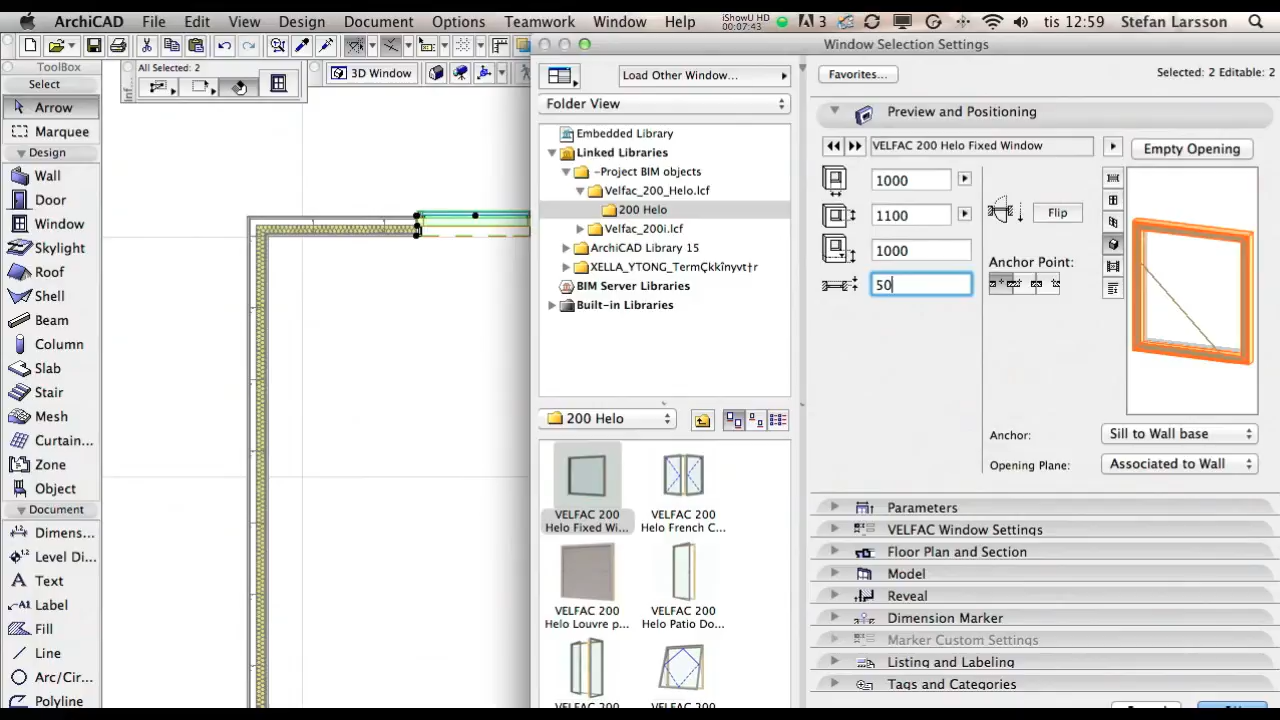 ArchiCAD File Edit View Design Document Options Teamwork Window Help iShowU HD 00:07:43 3 tis 12:59 Stefan Larsson
ToolBox
Window Selection Settings
All Selected: 2
3D Window
Load Other Window...
Favorites...
Selected: 2 Editable: 2
Select
Arrow
Marquee
Design
Wall
Door
Window
Skylight
Roof
Shell
Beam
Column
Slab
Stair
Mesh
Curtain...
Zone
Object
Document
Dimens...
Level Di...
Text
Label
Fill
Line
Arc/Cir...
Polyline
Folder View
Embedded Library
Linked Libraries
-Project BIM objects
Velfac_200_Helo.lcf
200 Helo
Velfac_200i.lcf
ArchiCAD Library 15
XELLA_YTONG_TermÇkkînyvt†r
BIM Server Libraries
Built-in Libraries
200 Helo
VELFAC 200
Helo Fixed Wi...
VELFAC 200
Helo French C...
VELFAC 200
Helo Louvre p...
VELFAC 200
Helo Patio Do...
Preview and Positioning
VELFAC 200 Helo Fixed Window
Empty Opening
1000
1100
1000
50
Flip
Anchor Point:
Anchor: Sill to Wall base
Opening Plane: Associated to Wall
Parameters
VELFAC Window Settings
Floor Plan and Section
Model
Reveal
Dimension Marker
Marker Custom Settings
Listing and Labeling
Tags and Categories